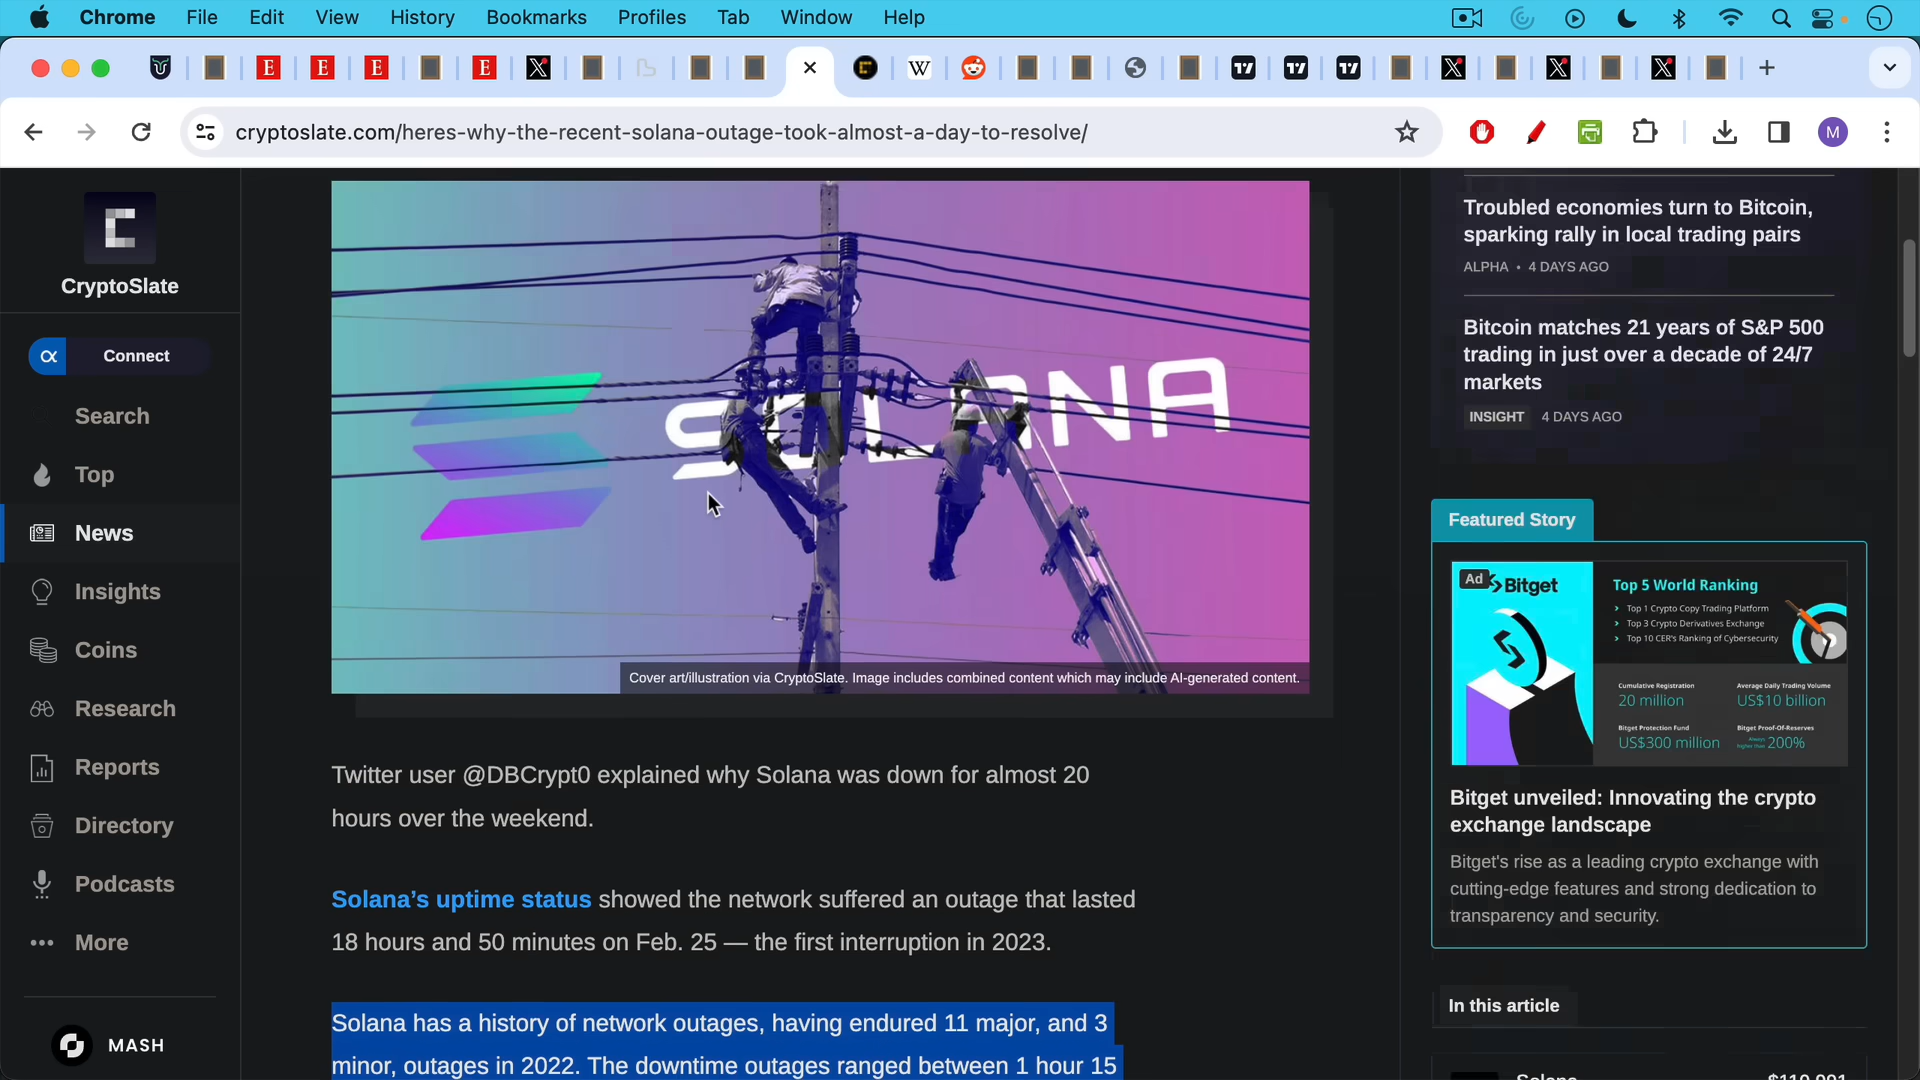 Chrome File Edit View History Bookmarks Profiles Tab Window Help
cryptoslate.com/heres-why-the-recent-solana-outage-took-almost-a-day-to-resolve/
M
CryptoSlate
Connect
Search
Top
News
Insights
Coins
Research
Reports
Directory
Podcasts
More
MASH
SOLANA
Cover art/illustration via CryptoSlate. Image includes combined content which may include AI-generated content.
Twitter user @DBCrypt0 explained why Solana was down for almost 20
hours over the weekend.
Solana’s uptime status showed the network suffered an outage that lasted
18 hours and 50 minutes on Feb. 25 — the first interruption in 2023.
Solana has a history of network outages, having endured 11 major, and 3
minor, outages in 2022. The downtime outages ranged between 1 hour 15
Troubled economies turn to Bitcoin,
sparking rally in local trading pairs
ALPHA • 4 DAYS AGO
Bitcoin matches 21 years of S&P 500
trading in just over a decade of 24/7
markets
INSIGHT 4 DAYS AGO
Featured Story
Ad
Bitget
Top 5 World Ranking
Top 1 Crypto Copy Trading Platform
Top 3 Crypto Derivatives Exchange
Top 10 CER's Ranking of Cybersecurity
Cumulative Registration
20 million
Average Daily Trading Volume
US$10 billion
Bitget Protection Fund
US$300 million
Bitget Proof-Of-Reserves
Always higher than 200%
Bitget unveiled: Innovating the crypto
exchange landscape
Bitget's rise as a leading crypto exchange with
cutting-edge features and strong dedication to
transparency and security.
In this article
Solana